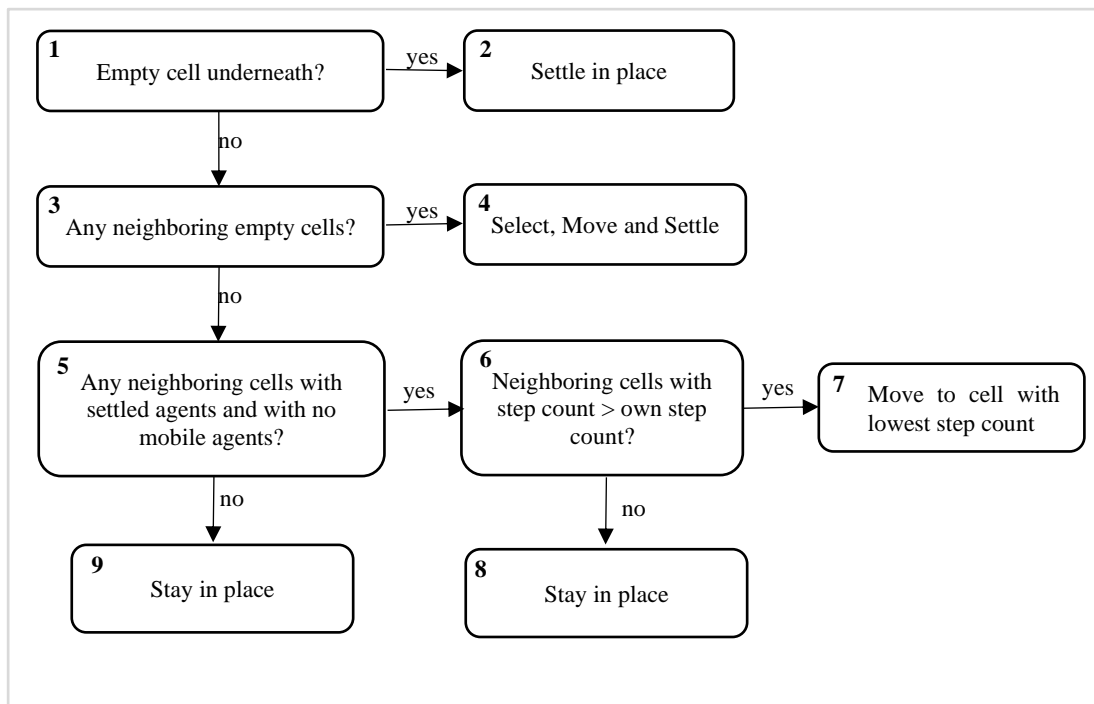 1
Empty cell underneath?
yes
2
Settle in place
no
3
Any neighboring empty cells?
yes
4
Select, Move and Settle
no
5
Any neighboring cells with
settled agents and with no
mobile agents?
yes
6
Neighboring cells with
step count > own step
count?
yes
7
Move to cell with
lowest step count
no
no
9
Stay in place
8
Stay in place